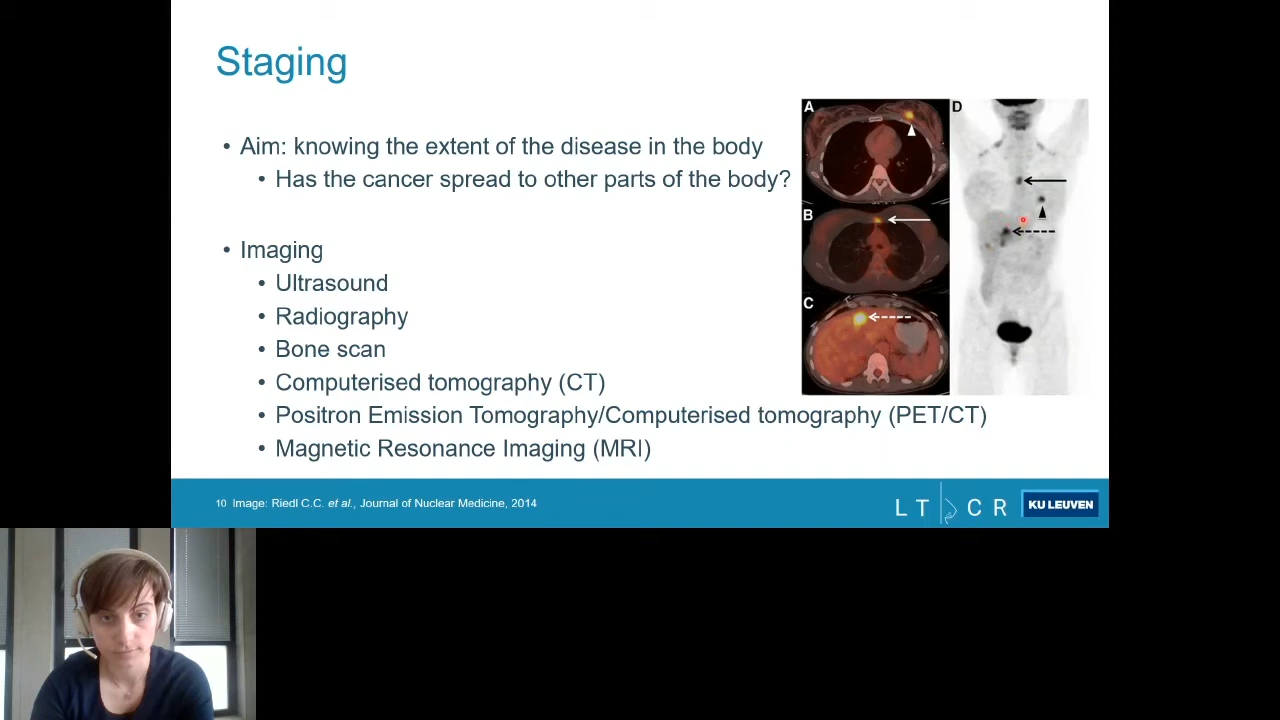 Staging
• Aim: knowing the extent of the disease in the body
• Has the cancer spread to other parts of the body?
• Imaging
• Ultrasound
• Radiography
• Bone scan
• Computerised tomography (CT)
• Positron Emission Tomography/Computerised tomography (PET/CT)
• Magnetic Resonance Imaging (MRI)
A
B
C
D
10 Image: Riedl C.C. et al., Journal of Nuclear Medicine, 2014
LT CR
KU LEUVEN